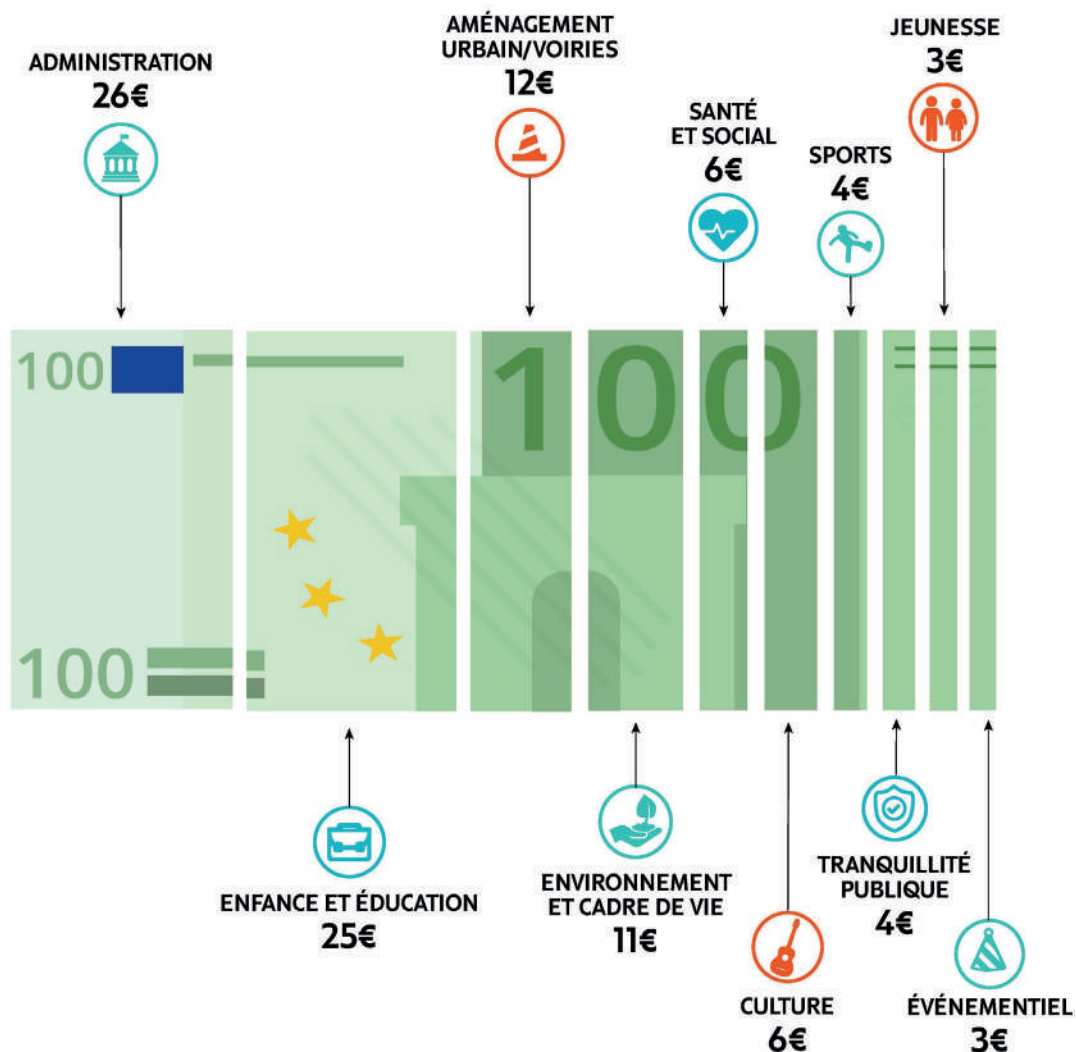 ADMINISTRATION
26€
AMÉNAGEMENT
URBAIN/VOIRIES
12€
SANTÉ
ET SOCIAL
6€
SPORTS
4€
JEUNESSE
3€
100
100
100
ENFANCE ET ÉDUCATION
25€
ENVIRONNEMENT
ET CADRE DE VIE
11€
CULTURE
6€
TRANQUILLITÉ
PUBLIQUE
4€
ÉVÉNEMENTIEL
3€